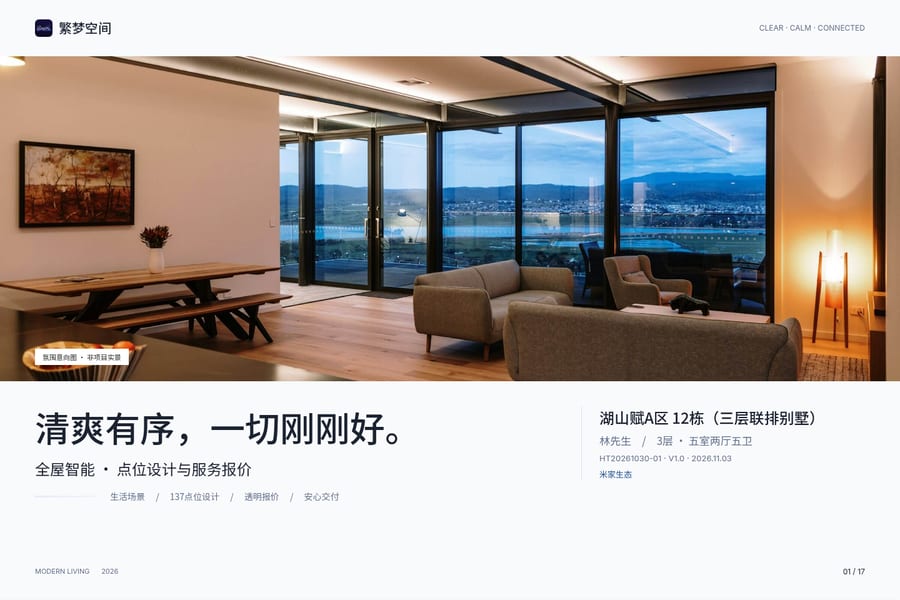 繁梦空间
CLEAR · CALM · CONNECTED
氛围意向图 · 非项目实景
清爽有序，一切刚刚好。
全屋智能 · 点位设计与服务报价
生活场景 / 137点位设计 / 透明报价 / 安心交付
湖山赋A区 12栋（三层联排别墅）
林先生 / 3层 · 五室两厅五卫
HT20261030-01 · V1.0 · 2026.11.03
米家生态
MODERN LIVING 2026
01 / 17